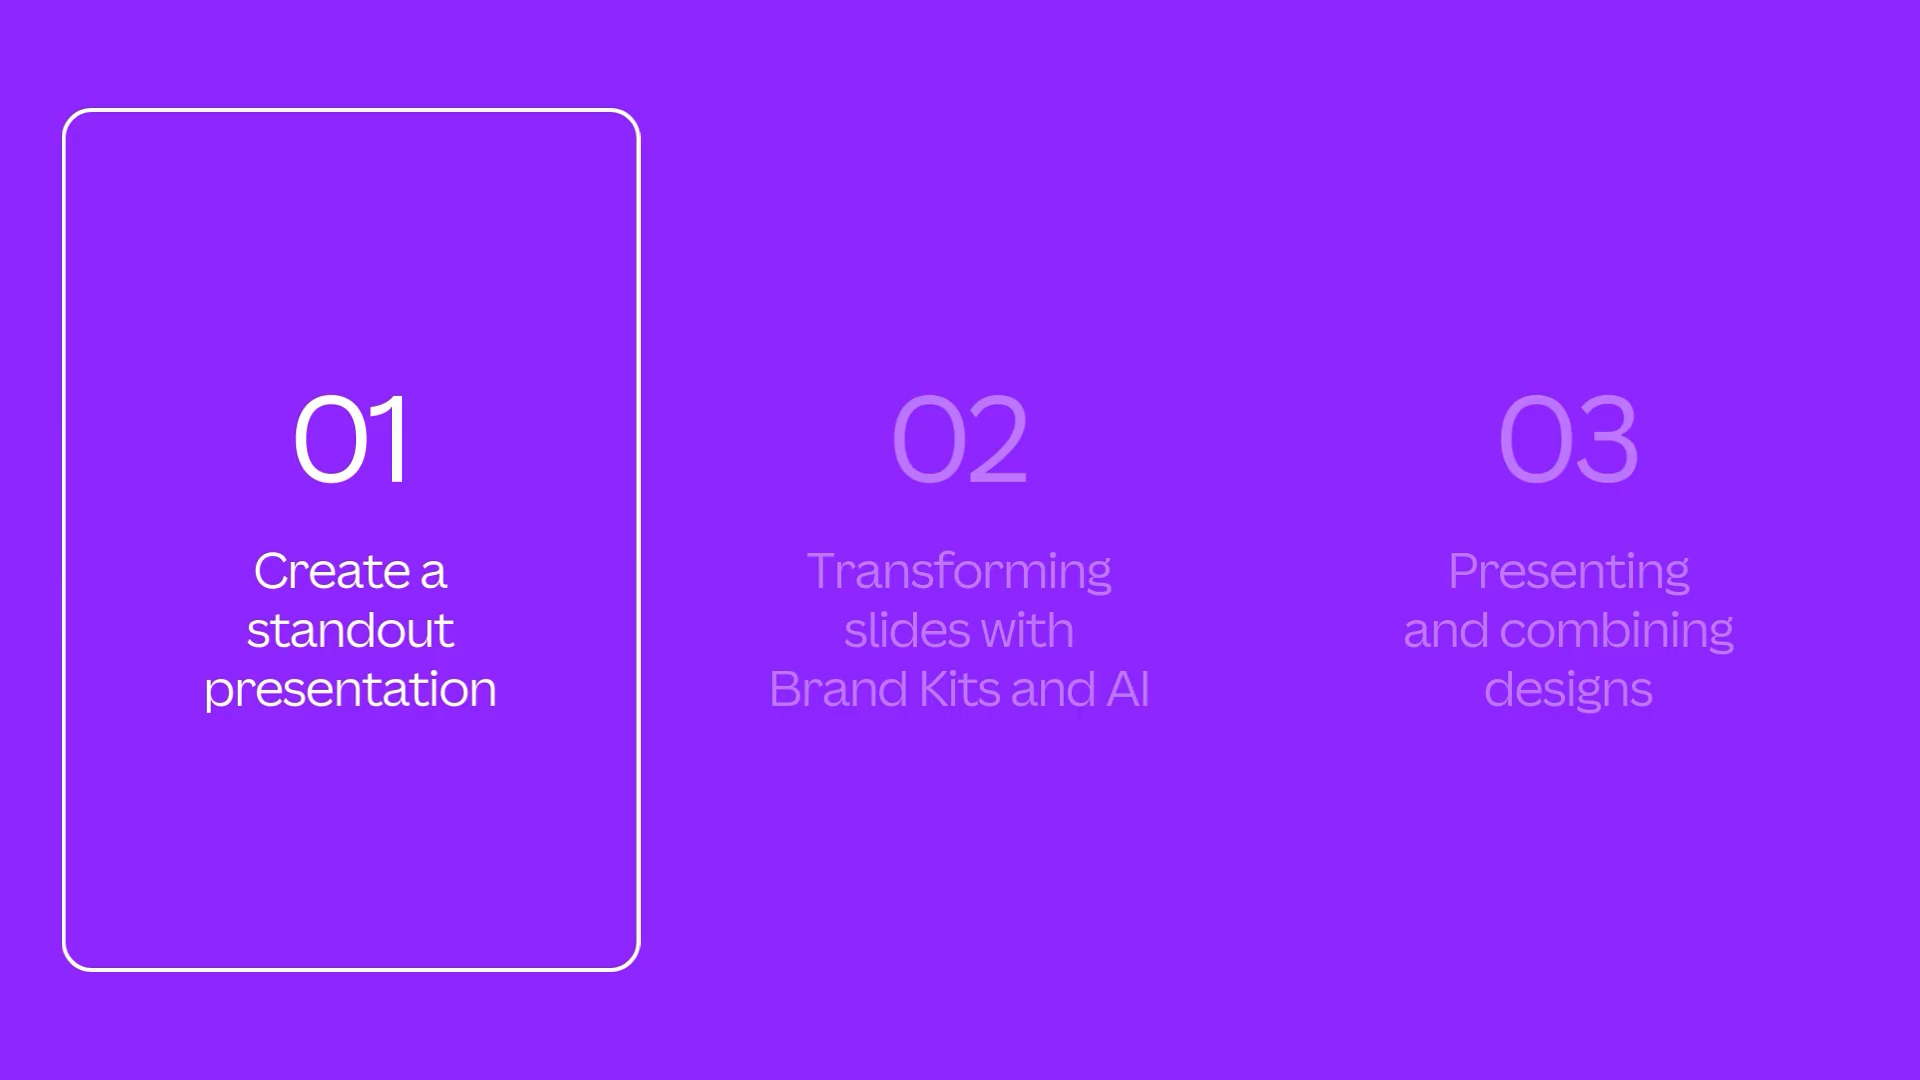 01
Create a
standout
presentation
02
Transforming
slides with
Brand Kits and AI
03
Presenting
and combining
designs